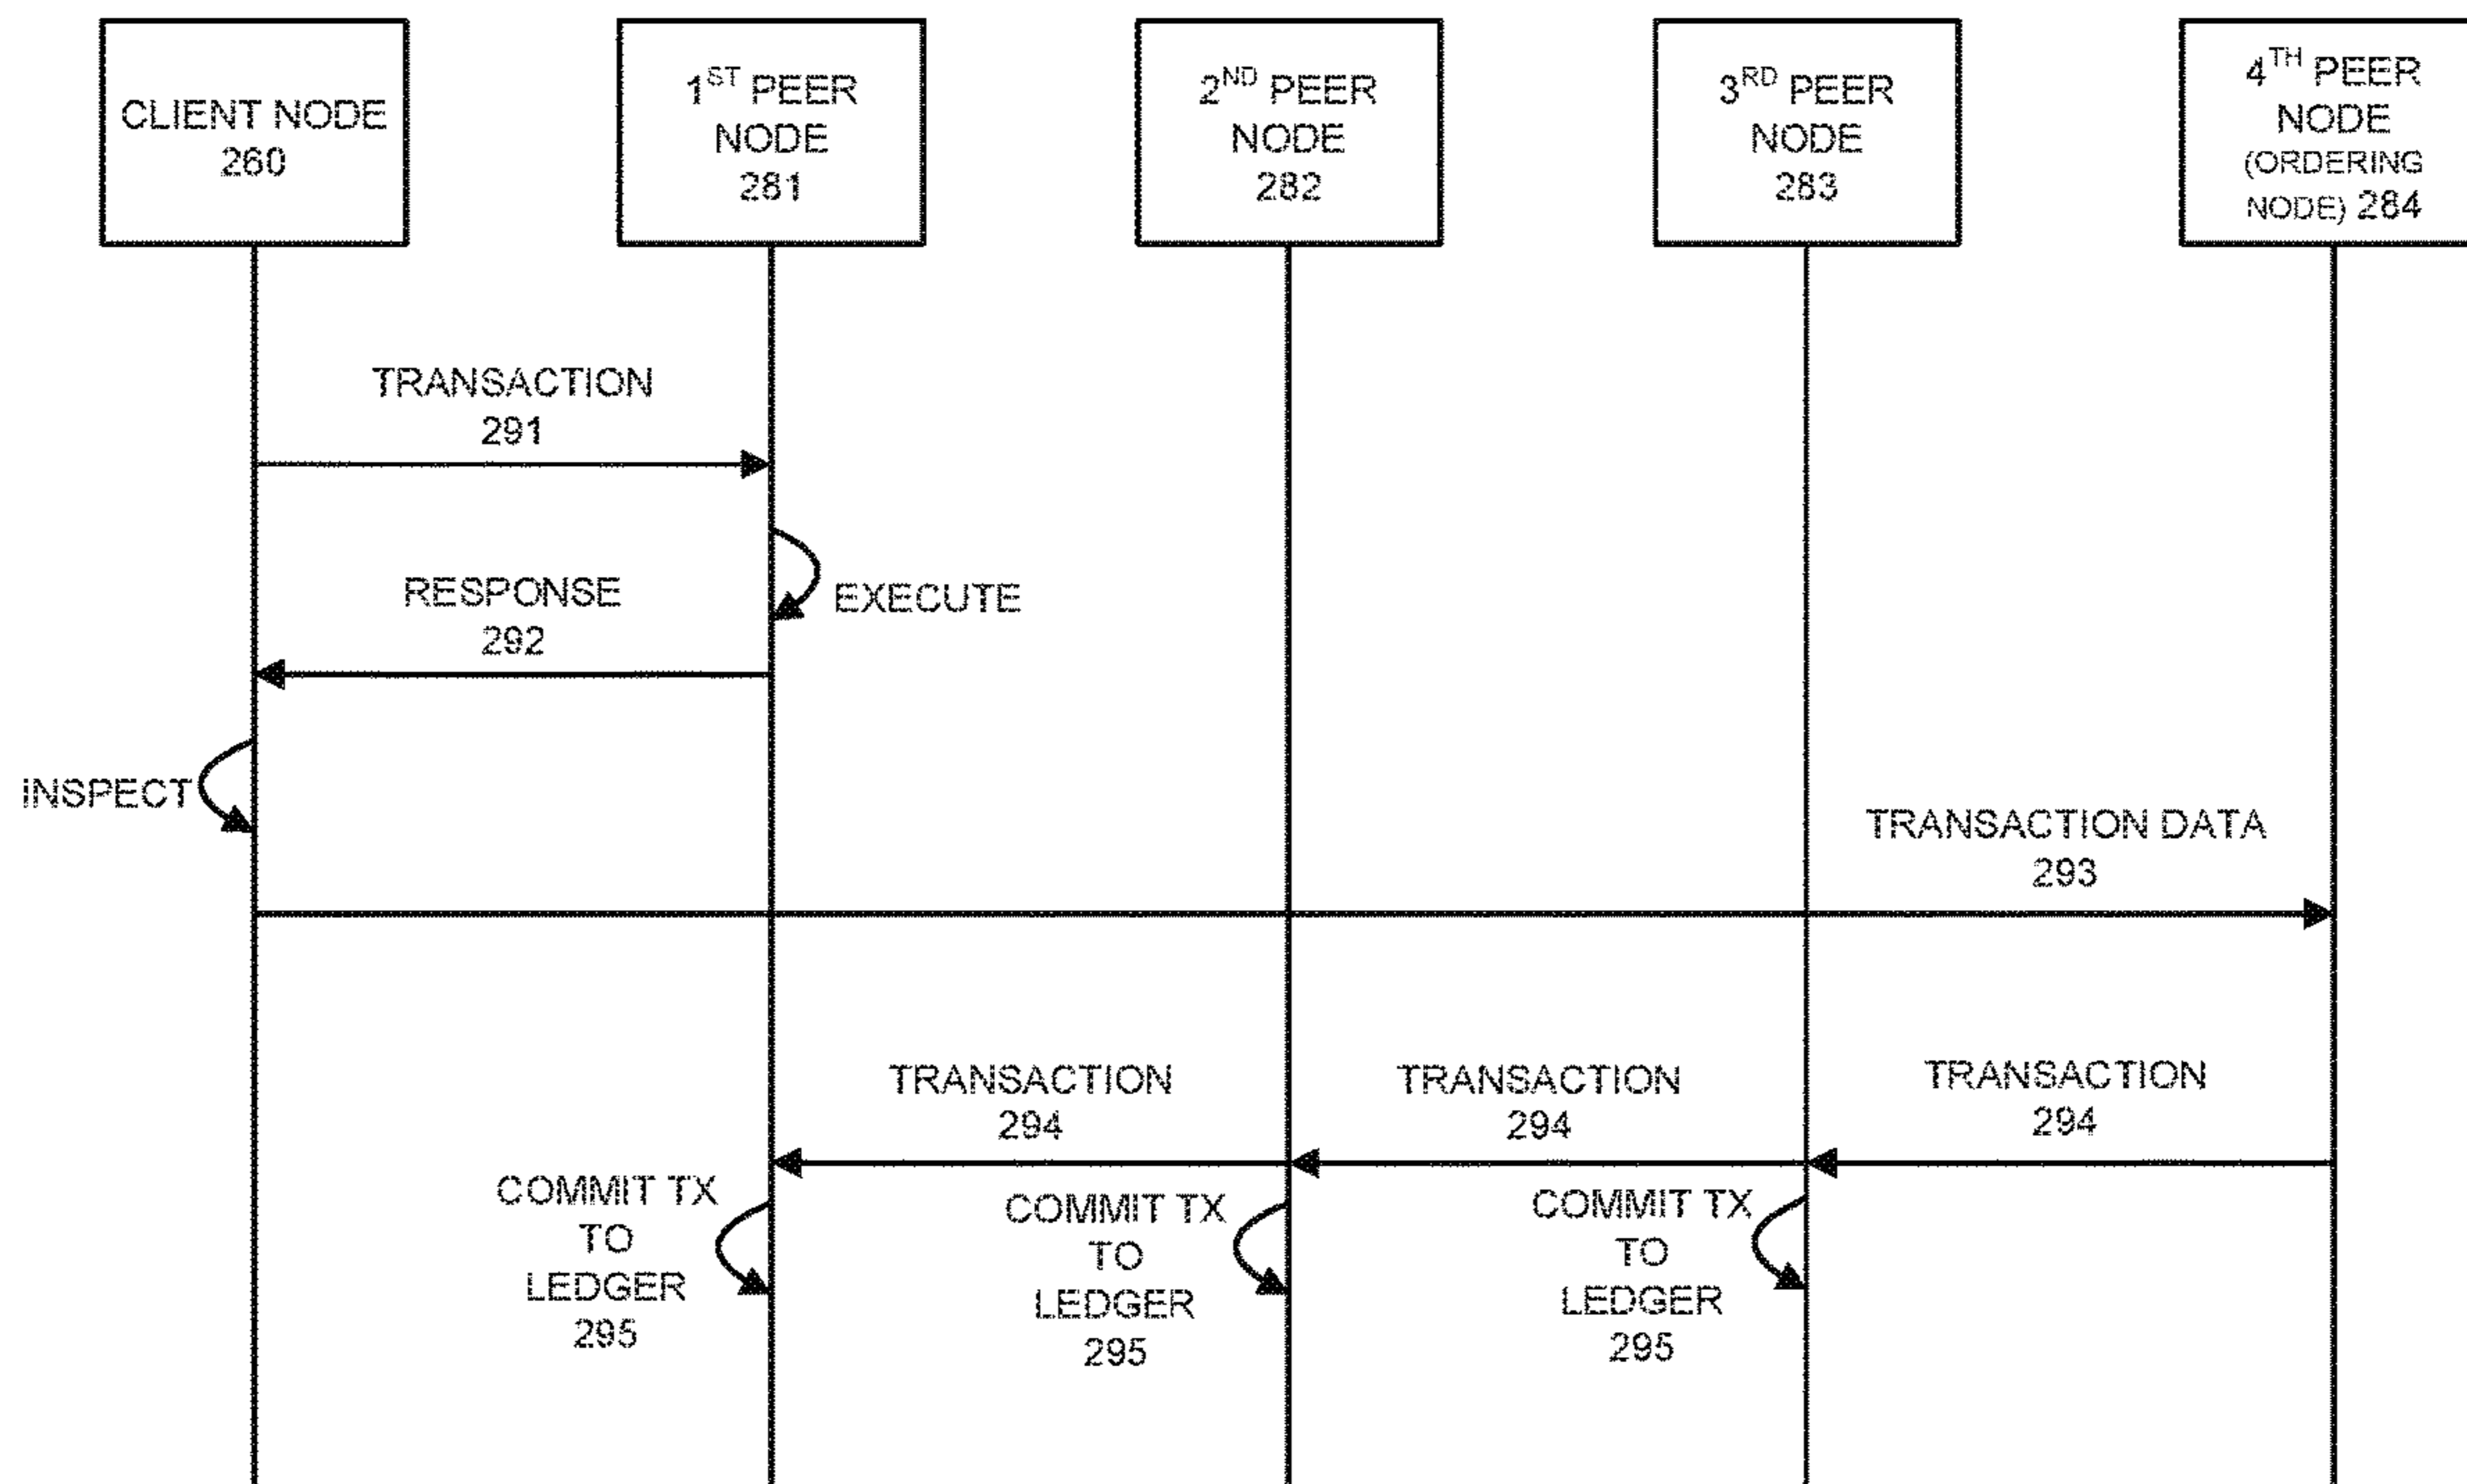 CLIENT NODE
260
1ST PEER
NODE
281
2ND PEER
NODE
282
3RD PEER
NODE
283
4TH PEER
NODE
(ORDERING
NODE) 284
TRANSACTION
291
EXECUTE
RESPONSE
292
INSPECT
TRANSACTION DATA
293
TRANSACTION
294
TRANSACTION
294
TRANSACTION
294
COMMIT TX
TO
LEDGER
295
COMMIT TX
TO
LEDGER
295
COMMIT TX
TO
LEDGER
295